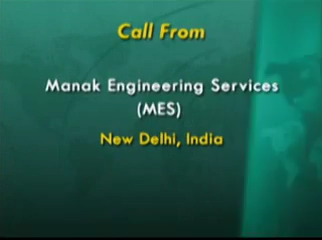 Call From
Manak Engineering Services
(MES)
New Delhi, India